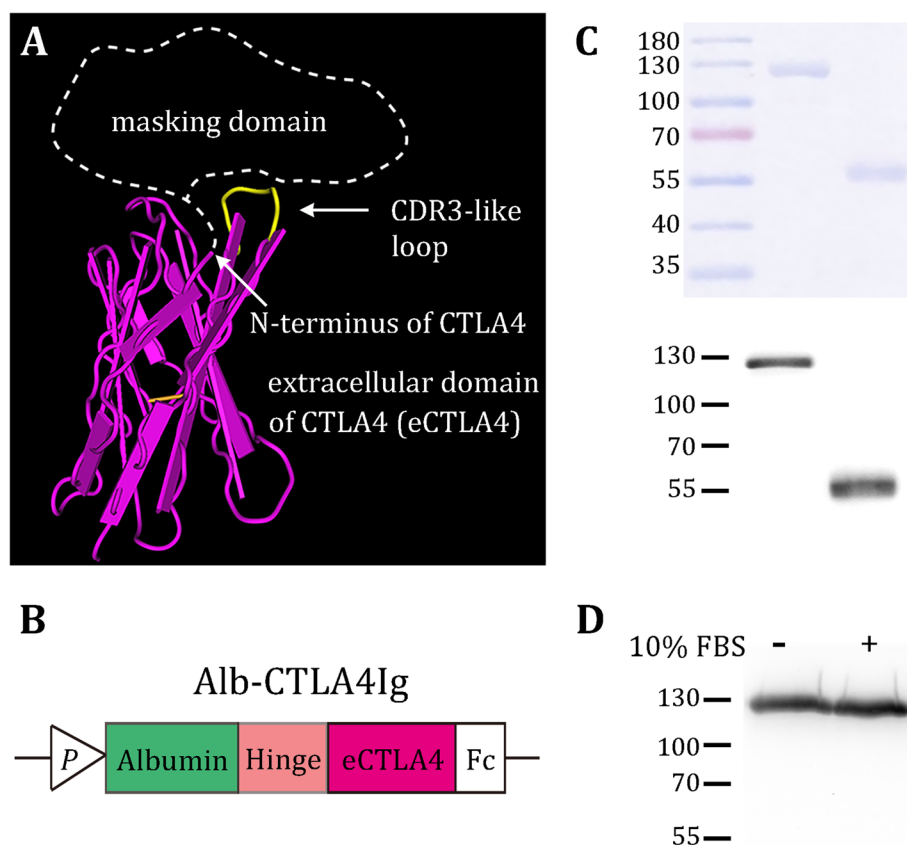 A
masking domain
CDR3-like
loop
N-terminus of CTLA4
extracellular domain
of CTLA4 (eCTLA4)
B
Alb-CTLA4Ig
P Albumin Hinge eCTLA4 Fc
C
180
130
100
70
55
40
35
130
100
70
55
D
10% FBS - +
130
100
70
55